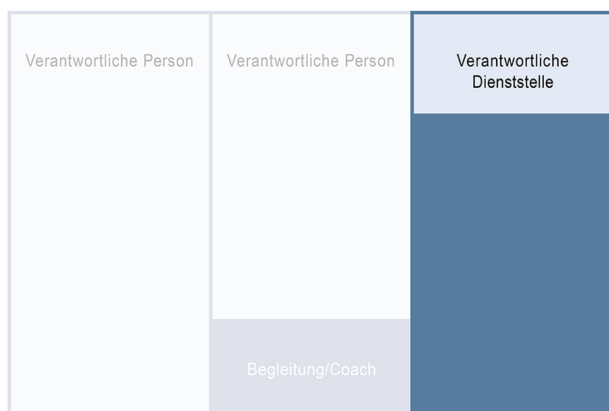 Verantwortliche Person
Verantwortliche Person
Verantwortliche
Dienststelle
Begleitung/Coach